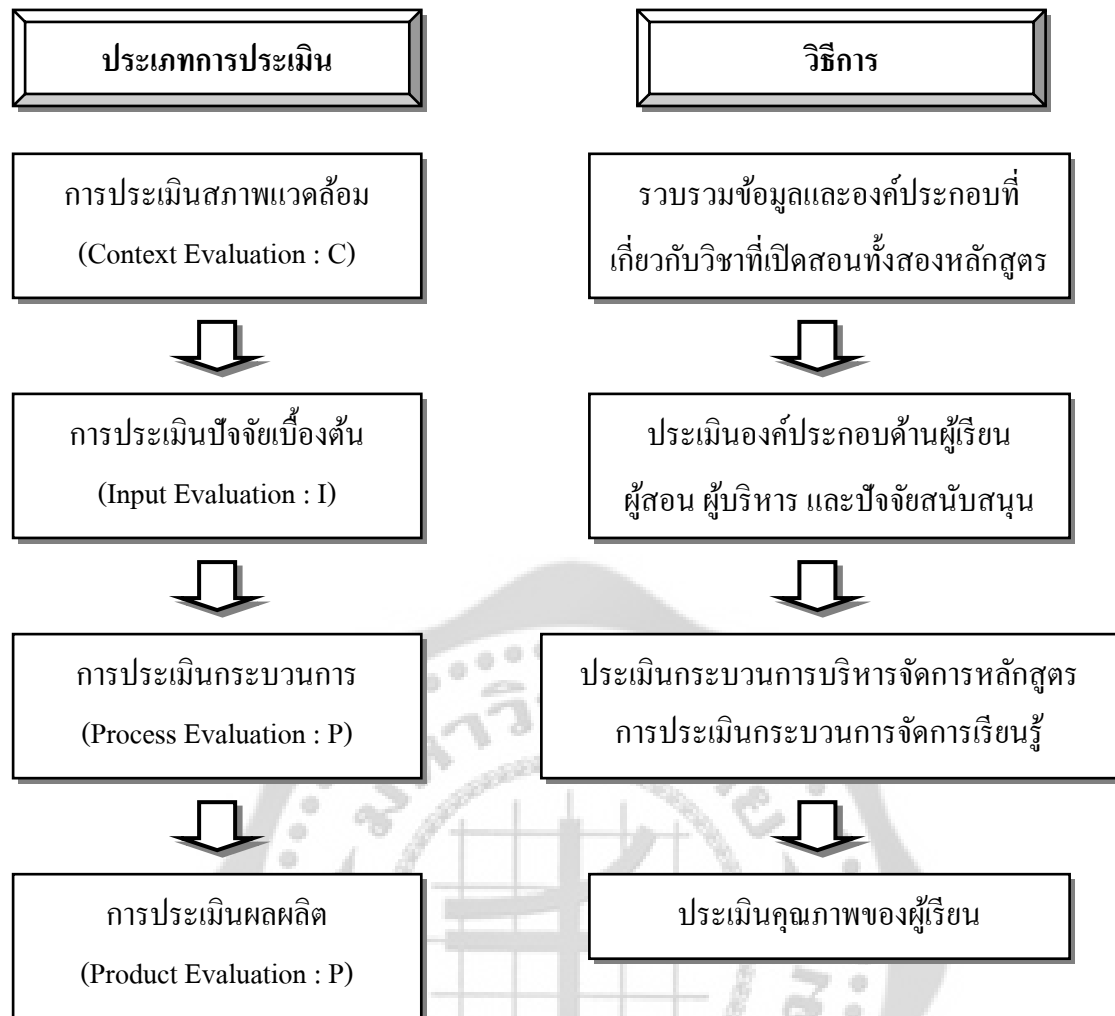 ประเภทการประเมิน
วิธีการ
การประเมินสภาพแวดล้อม
(Context Evaluation : C)
รวบรวมข้อมูลและองค์ประกอบที่
เกี่ยวกับวิชาที่เปิดสอนทั้งสองหลักสูตร
การประเมินปัจจัยเบื้องต้น
(Input Evaluation : I)
ประเมินองค์ประกอบด้านผู้เรียน
ผู้สอน ผู้บริหาร และปัจจัยสนับสนุน
การประเมินกระบวนการ
(Process Evaluation : P)
ประเมินกระบวนการบริหารจัดการหลักสูตร
การประเมินกระบวนการจัดการเรียนรู้
การประเมินผลผลิต
(Product Evaluation : P)
ประเมินคุณภาพของผู้เรียน